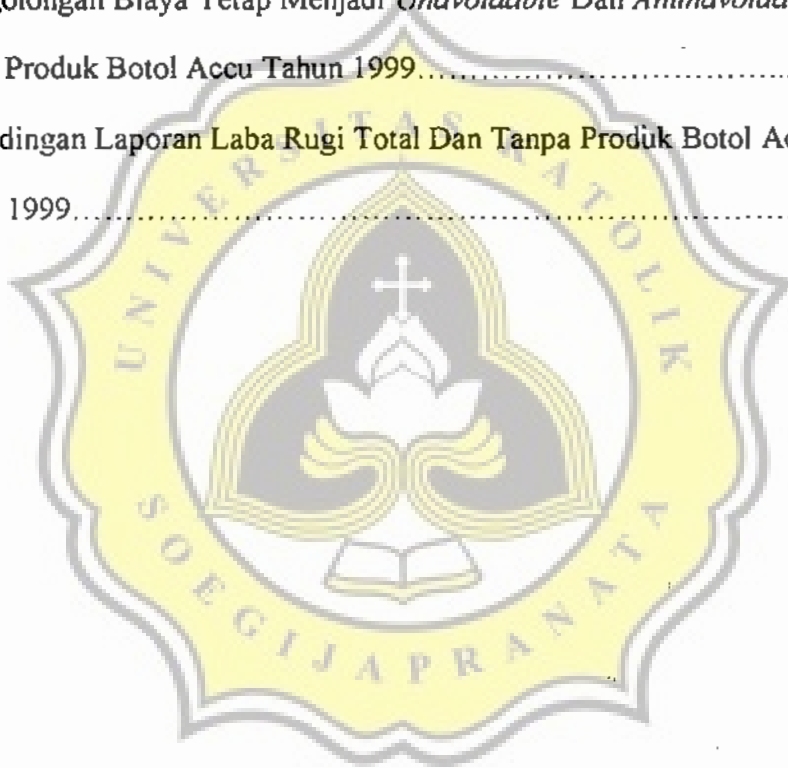 golongan Biaya Tetap Menjadi Unavoidable Dan
Produk Botol Accu Tahun 1999
dingan Laporan Laba Rugi Total Dan Tanpa Produk Botol
1999
UNIVERSITAS KATOLIK
SOEGIJAPRANATA